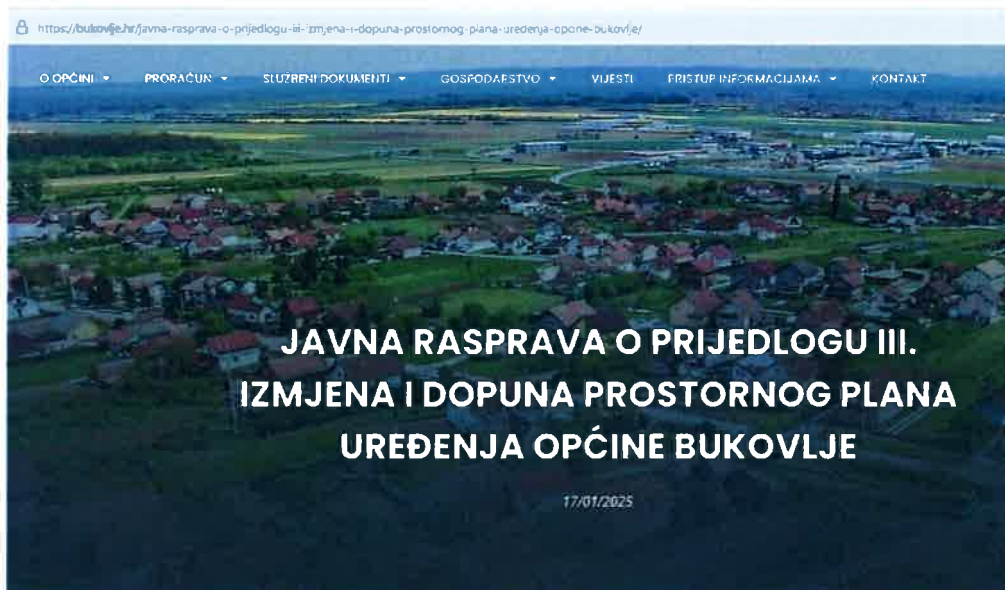 https://bukovlje.hr/javna-rasprava-o-prijedlogu-iii-izmjena-i-dopuna-prostornog-plana-uredenja-opcine-bukovlje/
O OPĆINI PRORAČUN SLUŽBENI DOKUMENTI GOSPODARSTVO VIJESTI PRISTUP INFORMACIJAMA KONTAKT
JAVNA RASPRAVA O PRIJEDLOGU III.
IZMJENA I DOPUNA PROSTORNOG PLANA
UREĐENJA OPĆINE BUKOVLJE
17/01/2025